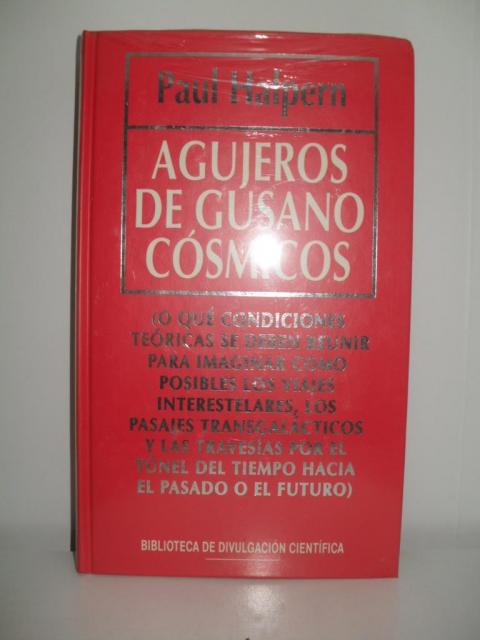 Paul Halpern
AGUJEROS
DE GUSANO
CÓSMICOS
(O QUÉ CONDICIONES
TEÓRICAS SE DEBEN REUNIR
PARA IMAGINAR COMO
POSIBLES LOS VIAJES
INTERESTELARES, LOS
PASAJES TRANSGALÁCTICOS
Y LAS TRAVESÍAS POR EL
TÚNEL DEL TIEMPO HACIA
EL PASADO O EL FUTURO)
BIBLIOTECA DE DIVULGACIÓN CIENTÍFICA